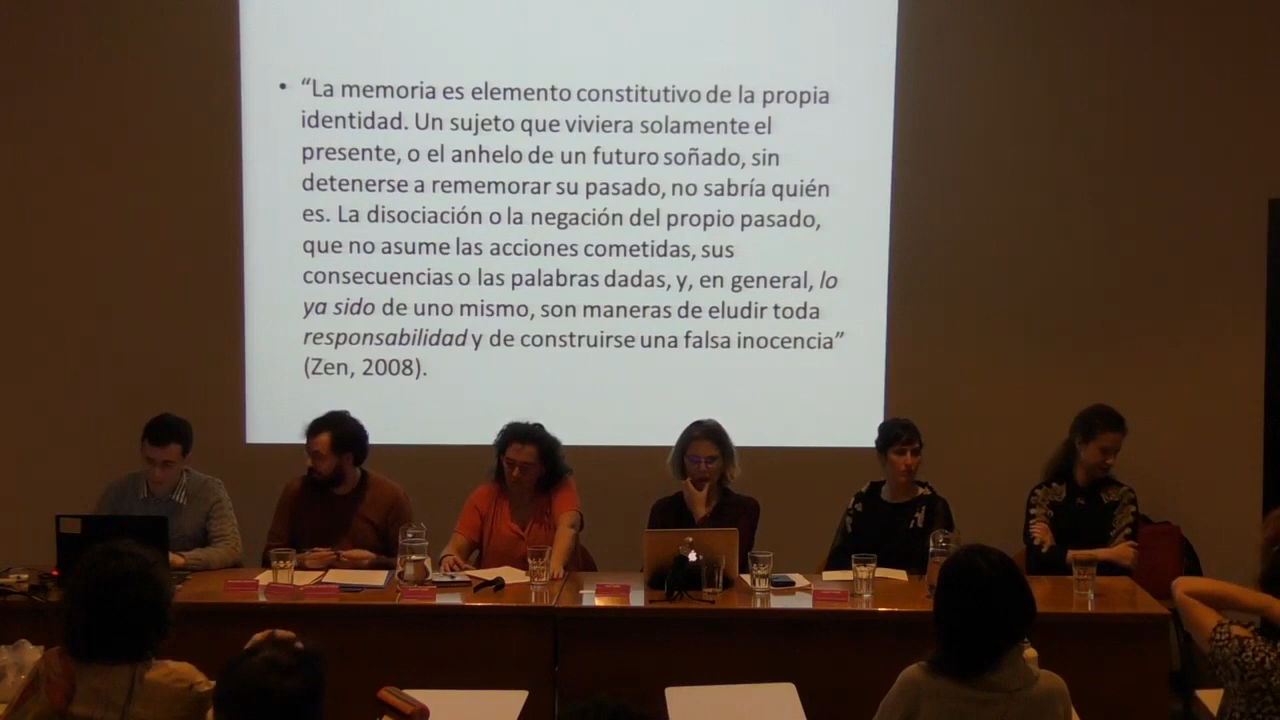 • “La memoria es elemento constitutivo de la propia
identidad. Un sujeto que viviera solamente el
presente, o el anhelo de un futuro soñado, sin
detenerse a rememorar su pasado, no sabría quién
es. La disociación o la negación del propio pasado,
que no asume las acciones cometidas, sus
consecuencias o las palabras dadas, y, en general, lo
ya sido de uno mismo, son maneras de eludir toda
responsabilidad y de construirse una falsa inocencia”
(Zen, 2008).